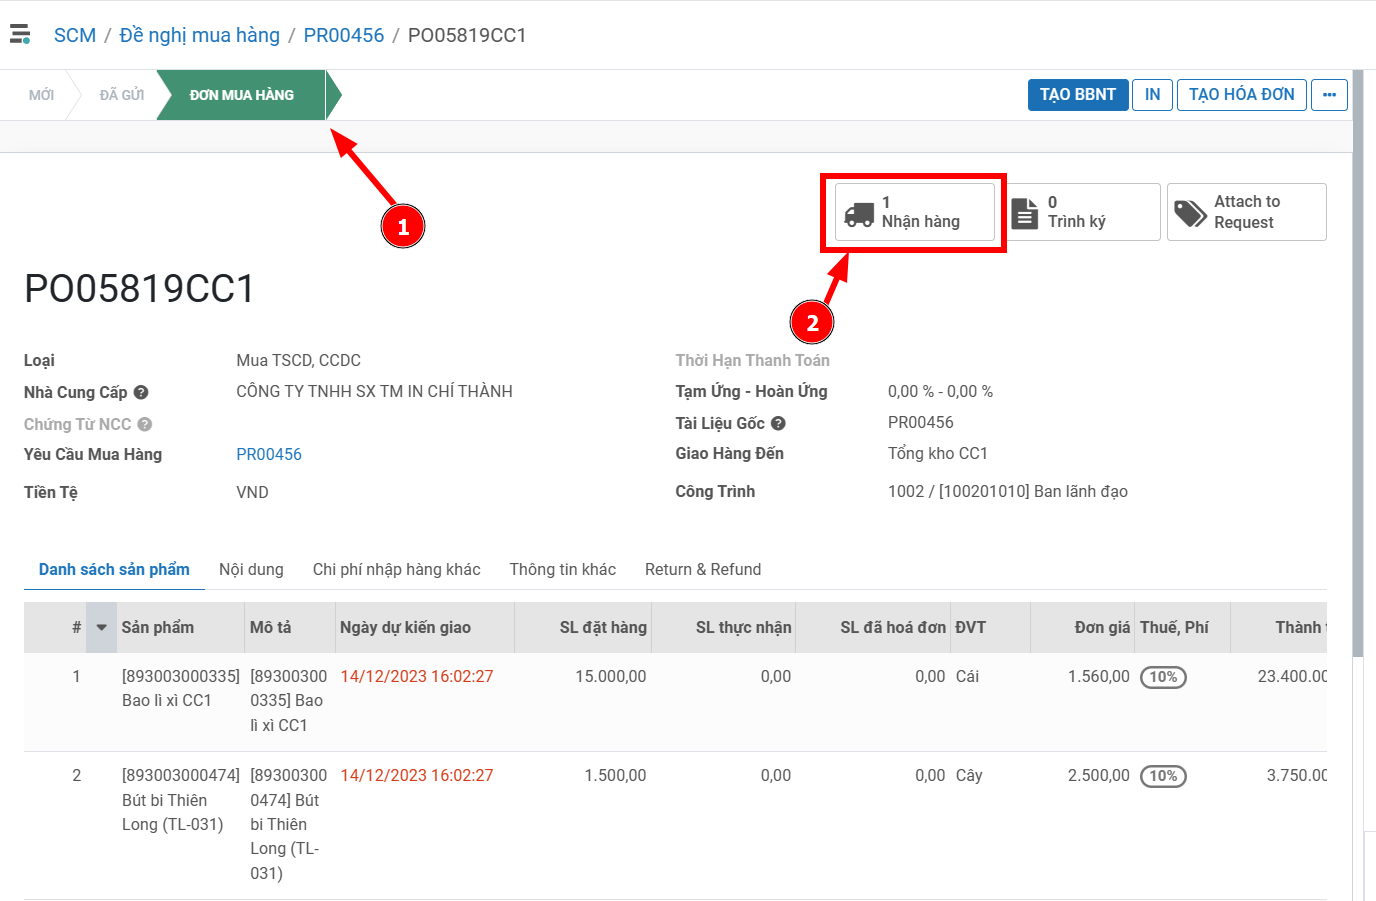 SCM / Đề nghị mua hàng / PR00456 / PO05819CC1
MỚI ĐÃ GỬI ĐƠN MUA HÀNG TẠO BBNT IN TẠO HÓA ĐƠN ...
1
1 Nhận hàng
0 Trình ký
Attach to Request
2
PO05819CC1
Loại Mua TSCD, CCDC
Nhà Cung Cấp ? CÔNG TY TNHH SX TM IN CHÍ THÀNH
Chứng Từ NCC ?
Yêu Cầu Mua Hàng PR00456
Tiền Tệ VND
Thời Hạn Thanh Toán
Tạm Ứng - Hoàn Ứng 0,00 % - 0,00 %
Tài Liệu Gốc ? PR00456
Giao Hàng Đến Tổng kho CC1
Công Trình 1002 / [100201010] Ban lãnh đạo
Danh sách sản phẩm Nội dung Chi phí nhập hàng khác Thông tin khác Return & Refund
# Sản phẩm Mô tả Ngày dự kiến giao SL đặt hàng SL thực nhận SL đã hoá đơn ĐVT Đơn giá Thuế, Phí Thành
1 [893003000335] [89300300 14/12/2023 16:02:27 15.000,00 0,00 0,00 Cái 1.560,00 10% 23.400.00
Bao lì xì CC1 0335] Bao
lì xì CC1
2 [893003000474] [89300300 14/12/2023 16:02:27 1.500,00 0,00 0,00 Cây 2.500,00 10% 3.750.00
Bút bi Thiên 0474] Bút
Long (TL-031) bi Thiên
Long (TL-
031)